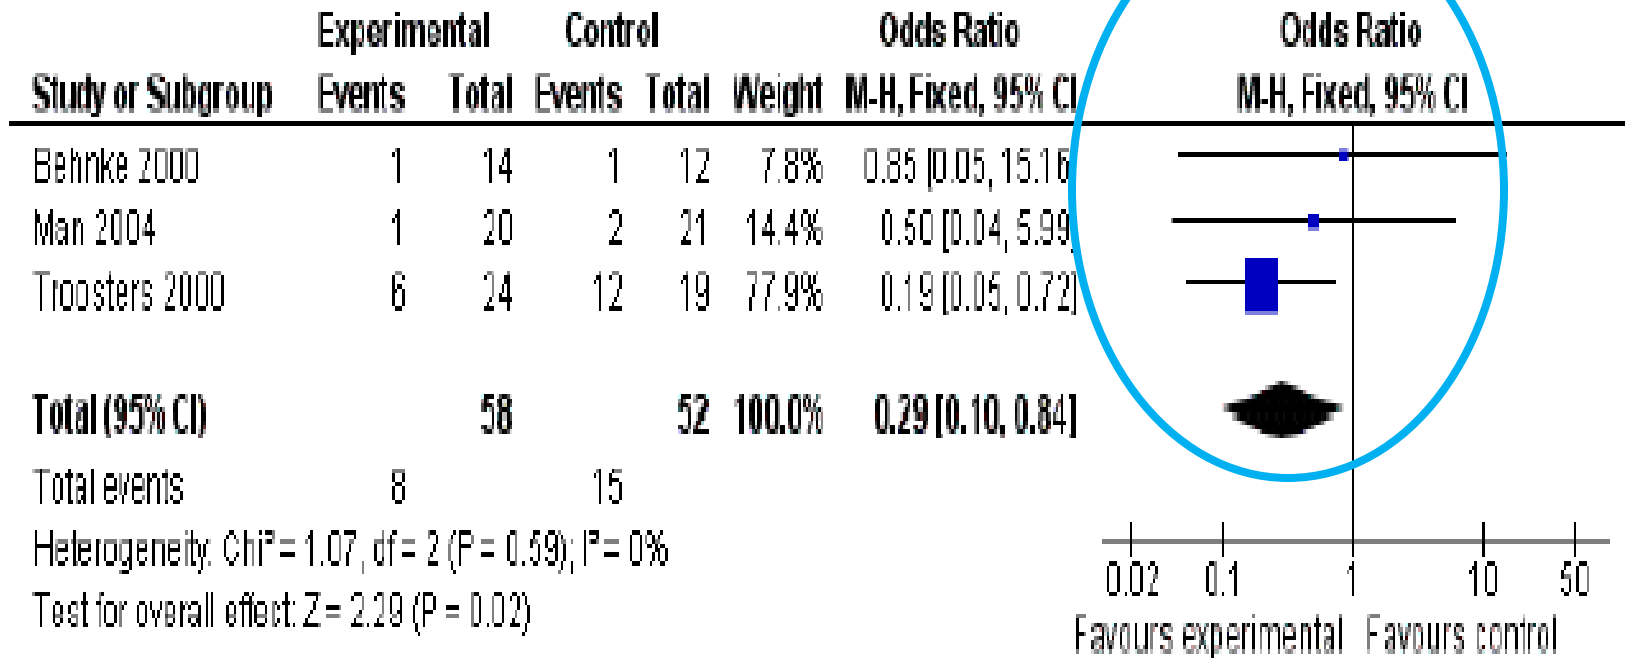 Experimental Control Odds Ratio Odds Ratio
Study or Subgroup Events Total Events Total Weight M-H, Fixed, 95% CI M-H, Fixed, 95% CI
Behnke 2000 1 14 1 12 7.8% 0.85 [0.05, 15.16]
Man 2004 1 20 2 21 14.4% 0.50 [0.04, 5.99]
Troosters 2000 6 24 12 19 77.9% 0.19 [0.05, 0.72]
Total (95% CI) 58 52 100.0% 0.29 [0.10, 0.84]
Total events 8 15
Heterogeneity: Chi² = 1.07, df = 2 (P = 0.59); I² = 0%
Test for overall effect: Z = 2.29 (P = 0.02)
0.02 0.1 1 10 50
Favours experimental Favours control